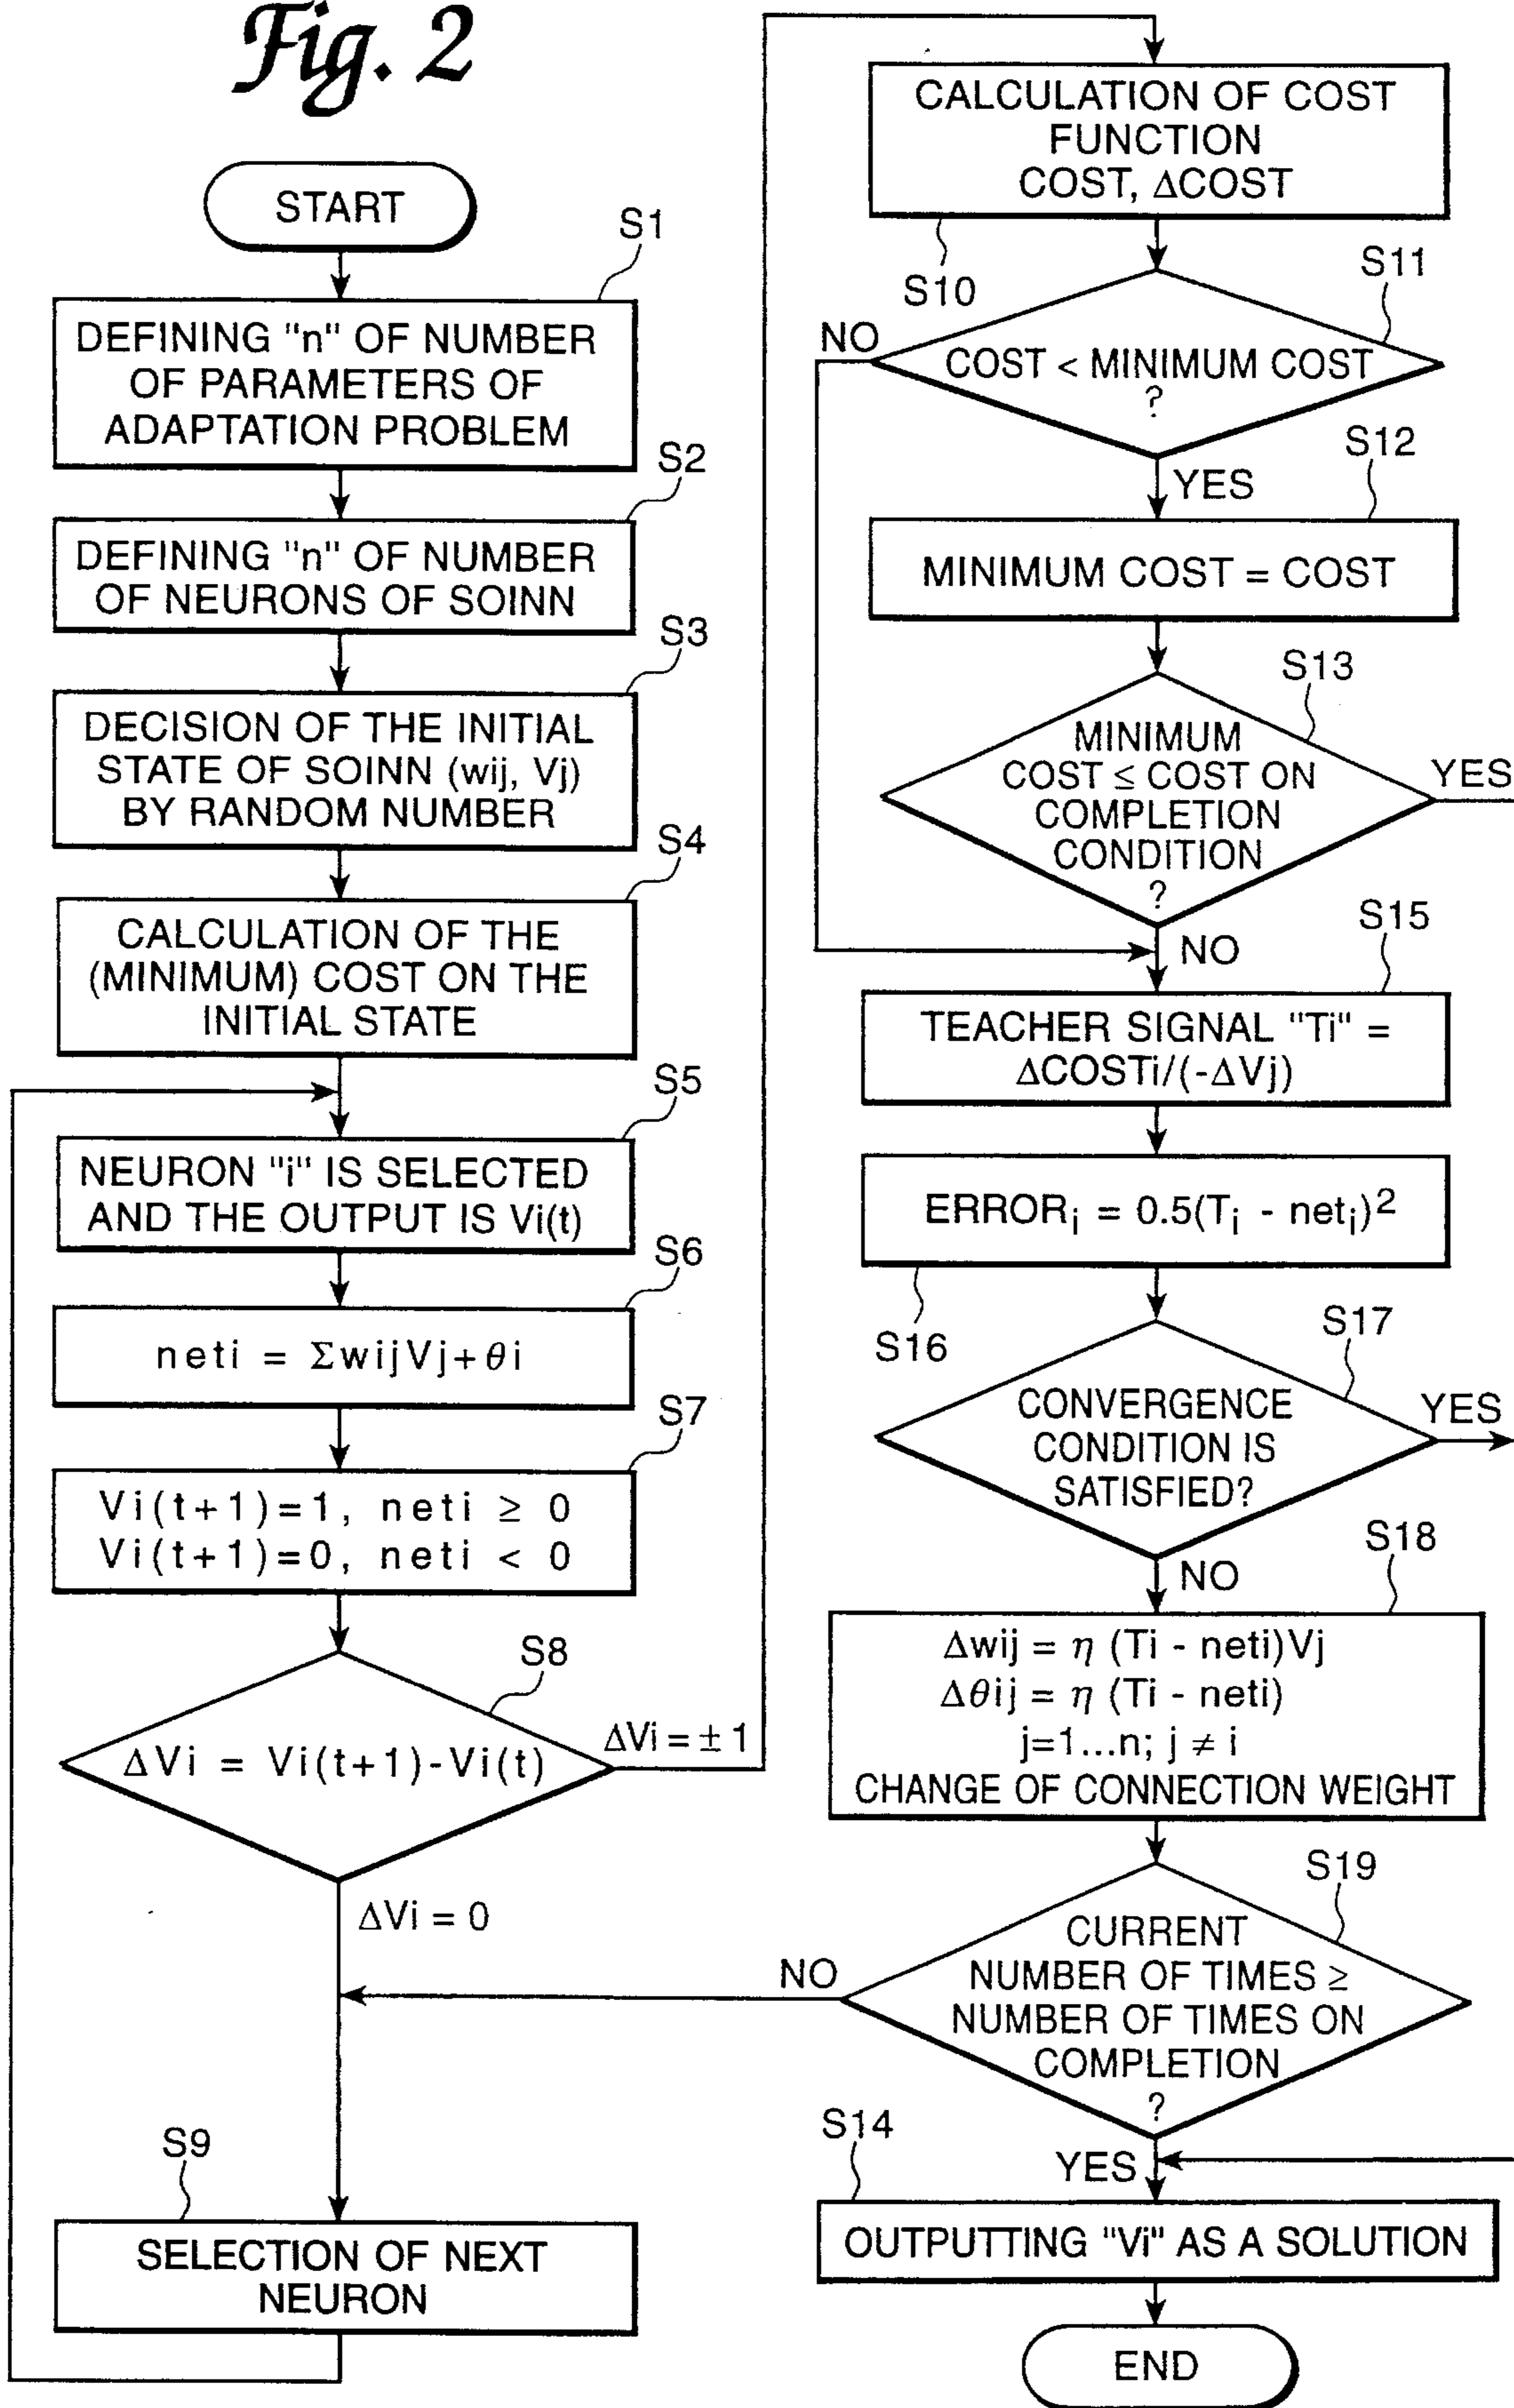 Fig. 2
START
S1
DEFINING "n" OF NUMBER
OF PARAMETERS OF
ADAPTATION PROBLEM
S2
DEFINING "n" OF NUMBER
OF NEURONS OF SOINN
S3
DECISION OF THE INITIAL
STATE OF SOINN (wij, Vj)
BY RANDOM NUMBER
S4
CALCULATION OF THE
(MINIMUM) COST ON THE
INITIAL STATE
S5
NEURON "i" IS SELECTED
AND THE OUTPUT IS Vi(t)
S6
neti = ΣwijVj+θi
S7
Vi(t+1)=1, neti ≥ 0
Vi(t+1)=0, neti < 0
S8
ΔVi = Vi(t+1)-Vi(t)
ΔVi = ± 1
ΔVi = 0
S9
SELECTION OF NEXT
NEURON
CALCULATION OF COST
FUNCTION
COST, ΔCOST
S10
S11
NO
COST < MINIMUM COST
?
YES
S12
MINIMUM COST = COST
S13
MINIMUM
COST ≤ COST ON
COMPLETION
CONDITION
?
YES
NO
S15
TEACHER SIGNAL "Ti" =
ΔCOSTi/(-ΔVj)
ERRORi = 0.5(Ti - neti)2
S16
S17
CONVERGENCE
CONDITION IS
SATISFIED?
YES
NO
S18
Δwij = η (Ti - neti)Vj
Δθij = η (Ti - neti)
j=1...n; j ≠ i
CHANGE OF CONNECTION WEIGHT
S19
CURRENT
NUMBER OF TIMES ≥
NUMBER OF TIMES ON
COMPLETION
?
NO
YES
S14
OUTPUTTING "Vi" AS A SOLUTION
END